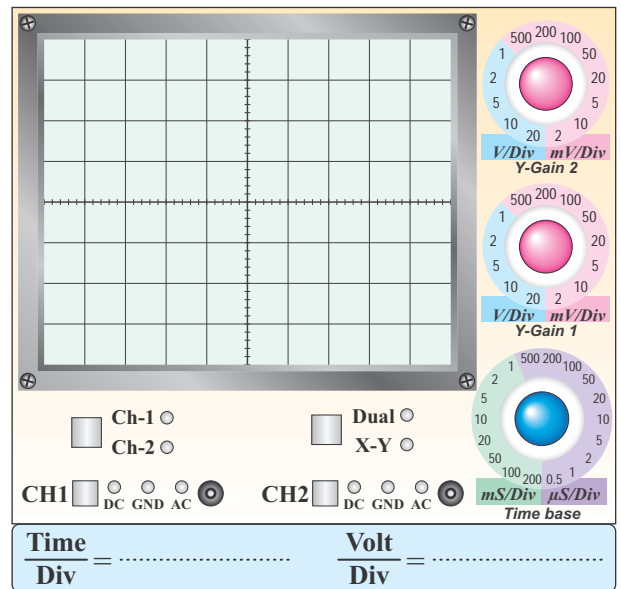 500 200 100
1 50
2 20
5 5
10 10
20 2
V/Div mV/Div
Y-Gain 2
500 200 100
1 50
2 20
5 5
10 10
20 2
V/Div mV/Div
Y-Gain 1
1 500 200 100
2 50
5 20
10 10
20 5
50 2
100 200 0.5 1
mS/Div µS/Div
Time base
Ch-1
Ch-2
Dual
X-Y
CH1 DC GND AC
CH2 DC GND AC
Time
Div
= ....................
Volt
Div
= ....................